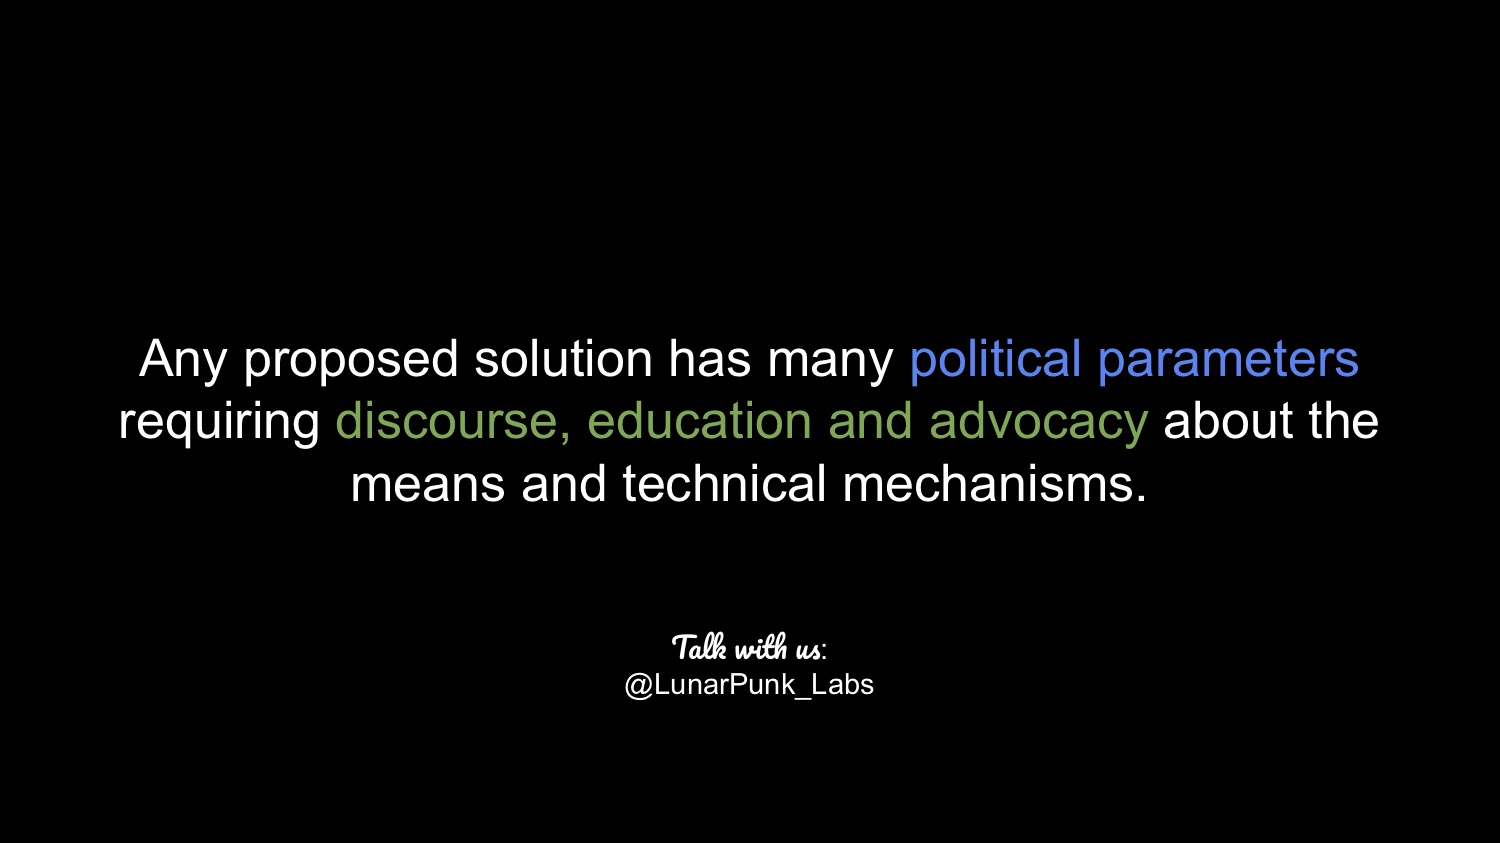 Any proposed solution has many political parameters
requiring discourse, education and advocacy about the
means and technical mechanisms.
Talk with us:
@LunarPunk_Labs